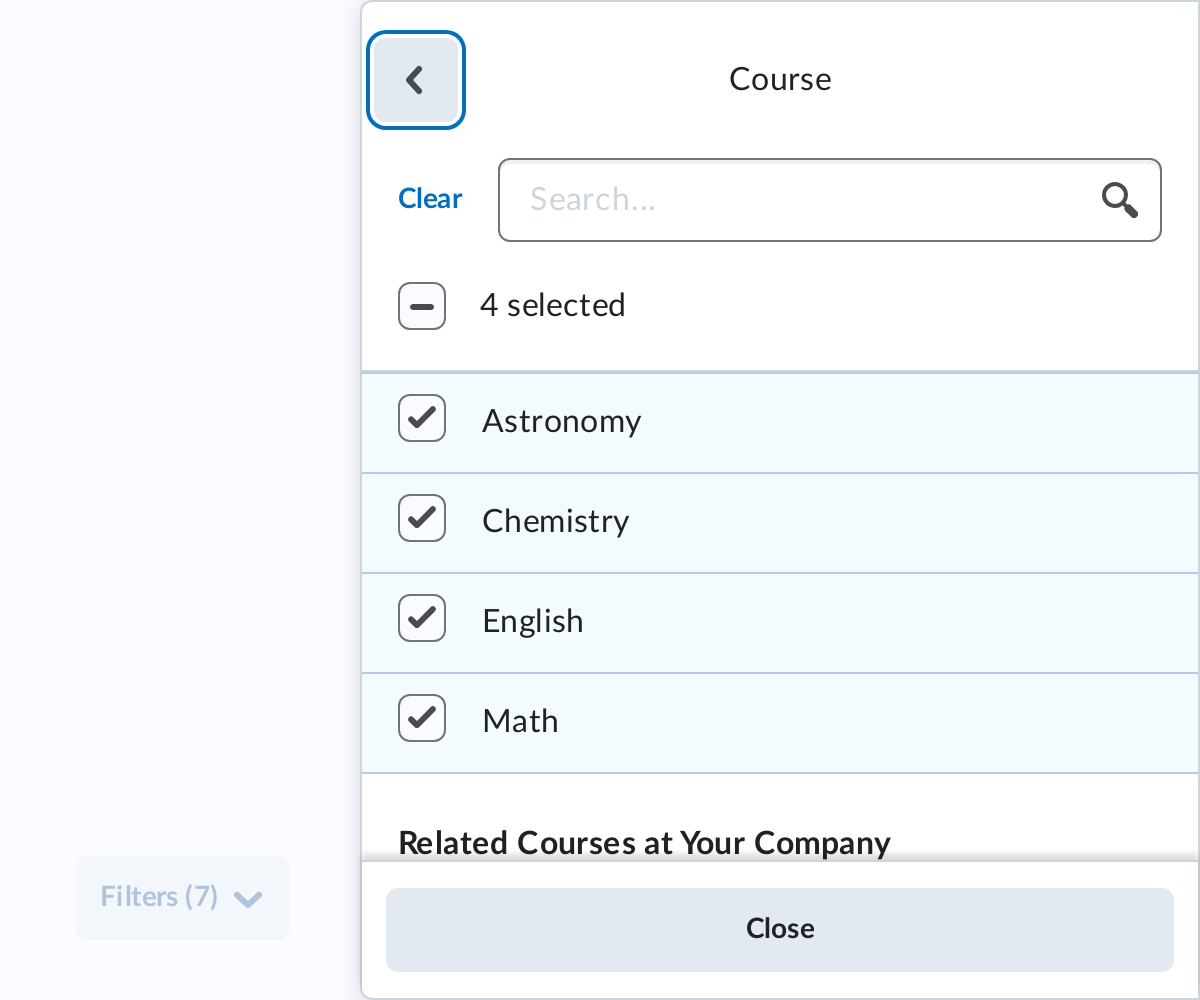 Course
Clear
Search...
4 selected
Astronomy
Chemistry
English
Math
Related Courses at Your Company
Filters (7)
Close